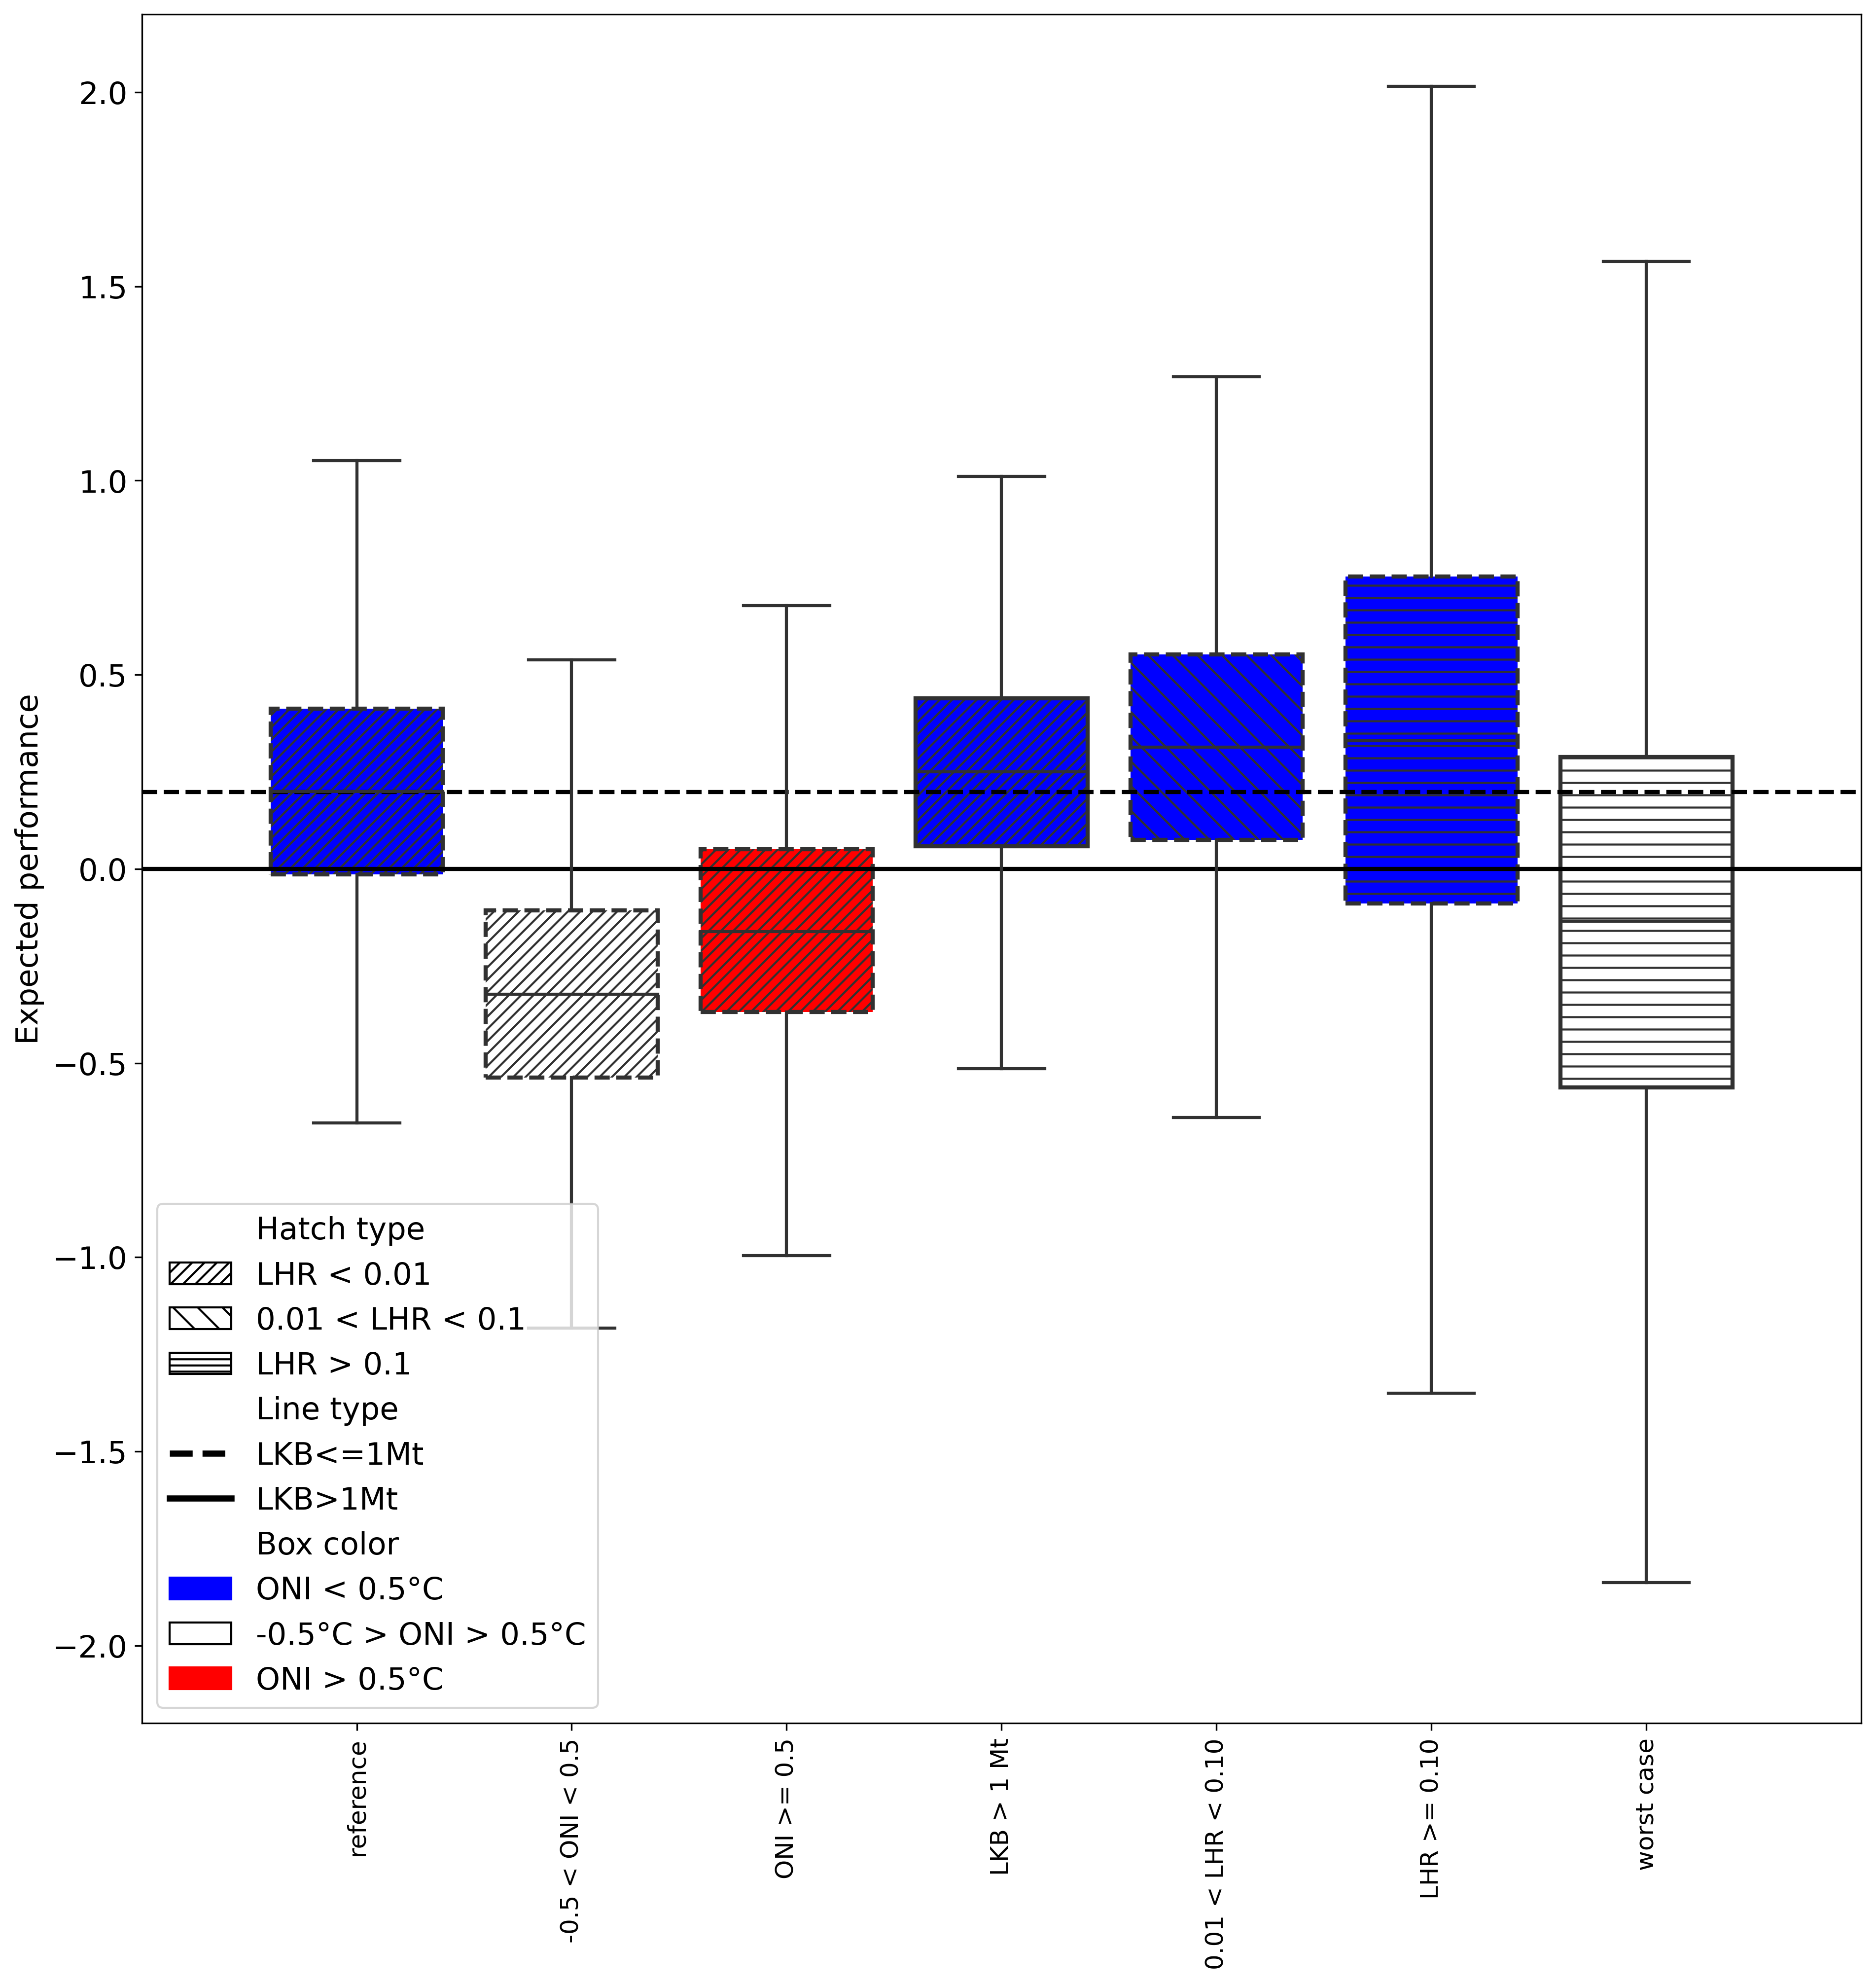 2.0
1.5
1.0
0.5
0.0
−0.5
−1.0
−1.5
−2.0
Expected performance
Hatch type
LHR < 0.01
0.01 < LHR < 0.1
LHR > 0.1
Line type
LKB<=1Mt
LKB>1Mt
Box color
ONI < 0.5°C
-0.5°C > ONI > 0.5°C
ONI > 0.5°C
reference
-0.5 < ONI < 0.5
ONI >= 0.5
LKB > 1 Mt
0.01 < LHR < 0.10
LHR >= 0.10
worst case